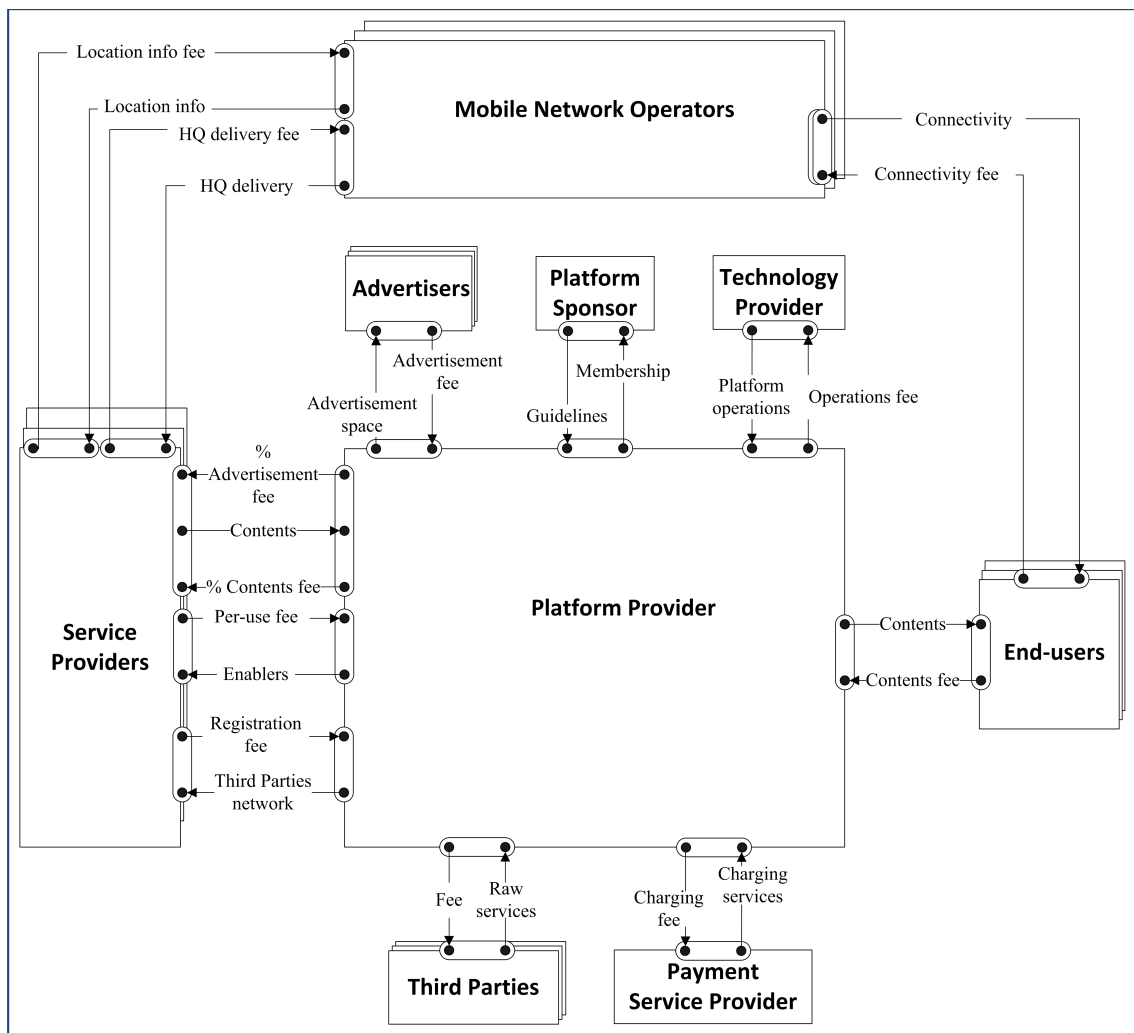 Location info fee
Location info
HQ delivery fee
HQ delivery
Mobile Network Operators
Connectivity
Connectivity fee
Advertisers
Platform
Sponsor
Technology
Provider
Advertisement
fee
Advertisement
space
Membership
Guidelines
Platform
operations
Operations fee
%
Advertisement
fee
Contents
% Contents fee
Per-use fee
Enablers
Registration
fee
Third Parties
network
Service
Providers
Platform Provider
Contents
Contents fee
End-users
Fee
Raw
services
Charging
fee
Charging
services
Third Parties
Payment
Service Provider